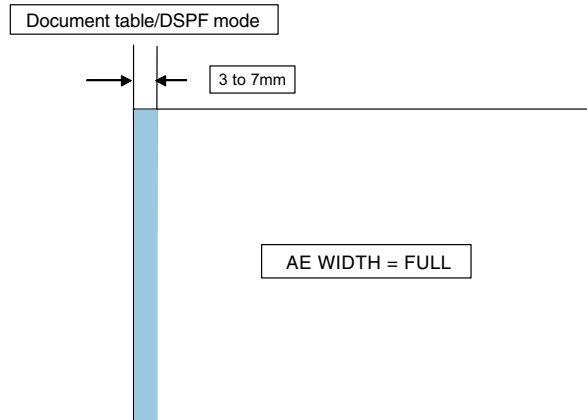 Document table/DSPF mode
3 to 7mm
AE WIDTH = FULL